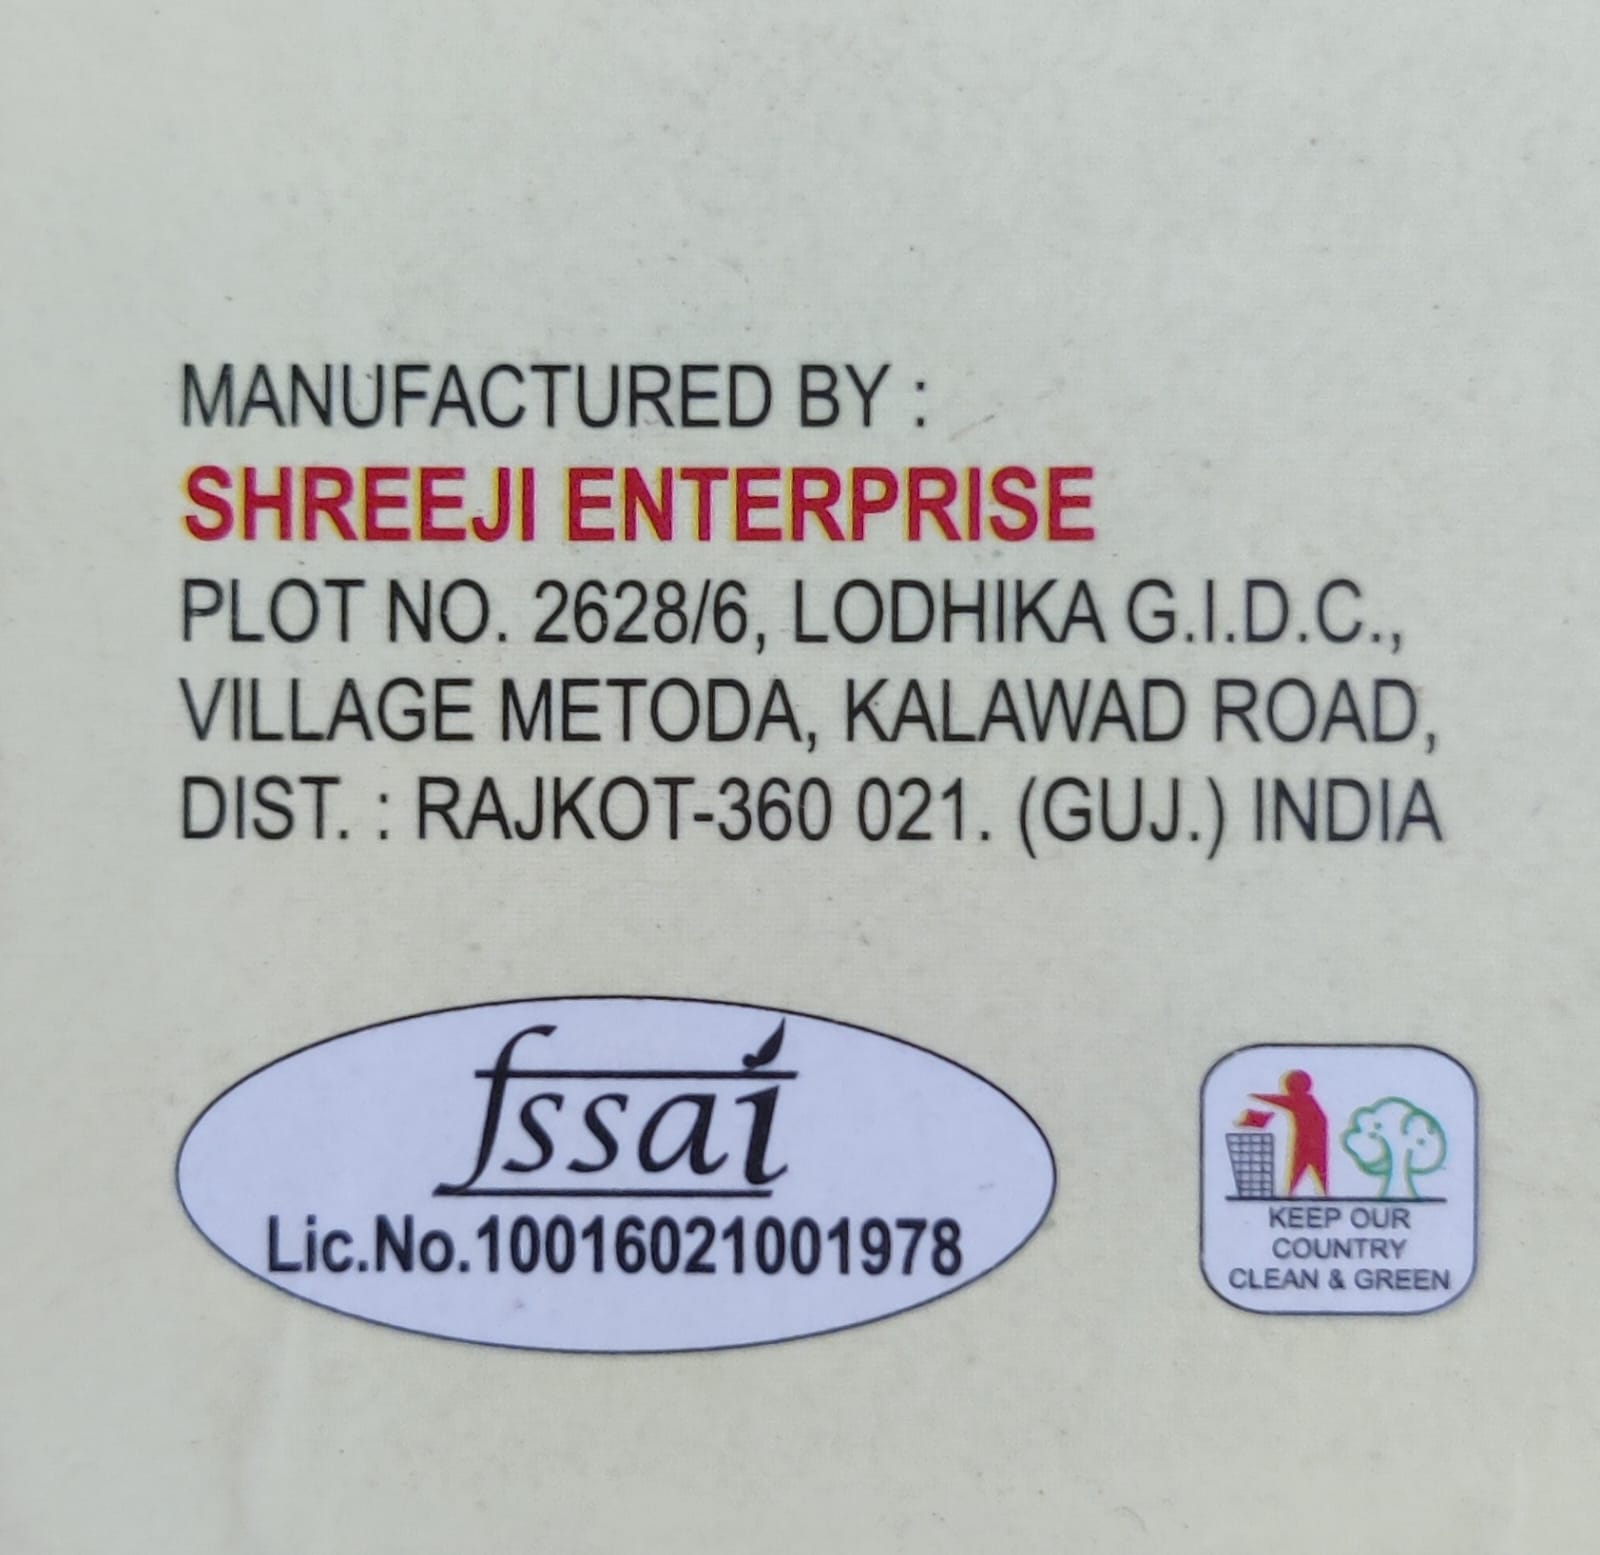 MANUFACTURED BY :
SHREEJI ENTERPRISE
PLOT NO. 2628/6, LODHIKA G.I.D.C.,
VILLAGE METODA, KALAWAD ROAD,
DIST. : RAJKOT-360 021. (GUJ.) INDIA
fssai
Lic.No.10016021001978
KEEP OUR
COUNTRY
CLEAN & GREEN